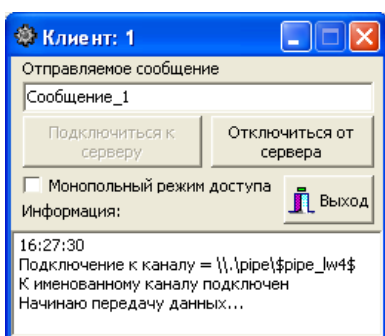 Клиент: 1
Отправляемое сообщение
Сообщение_1
Подключиться к
серверу
Отключиться от
сервера
Монопольный режим доступа
Выход
Информация:
16:27:30
Подключение к каналу = \\.\pipe\$pipe_lw4$
К именованному каналу подключен
Начинаю передачу данных...